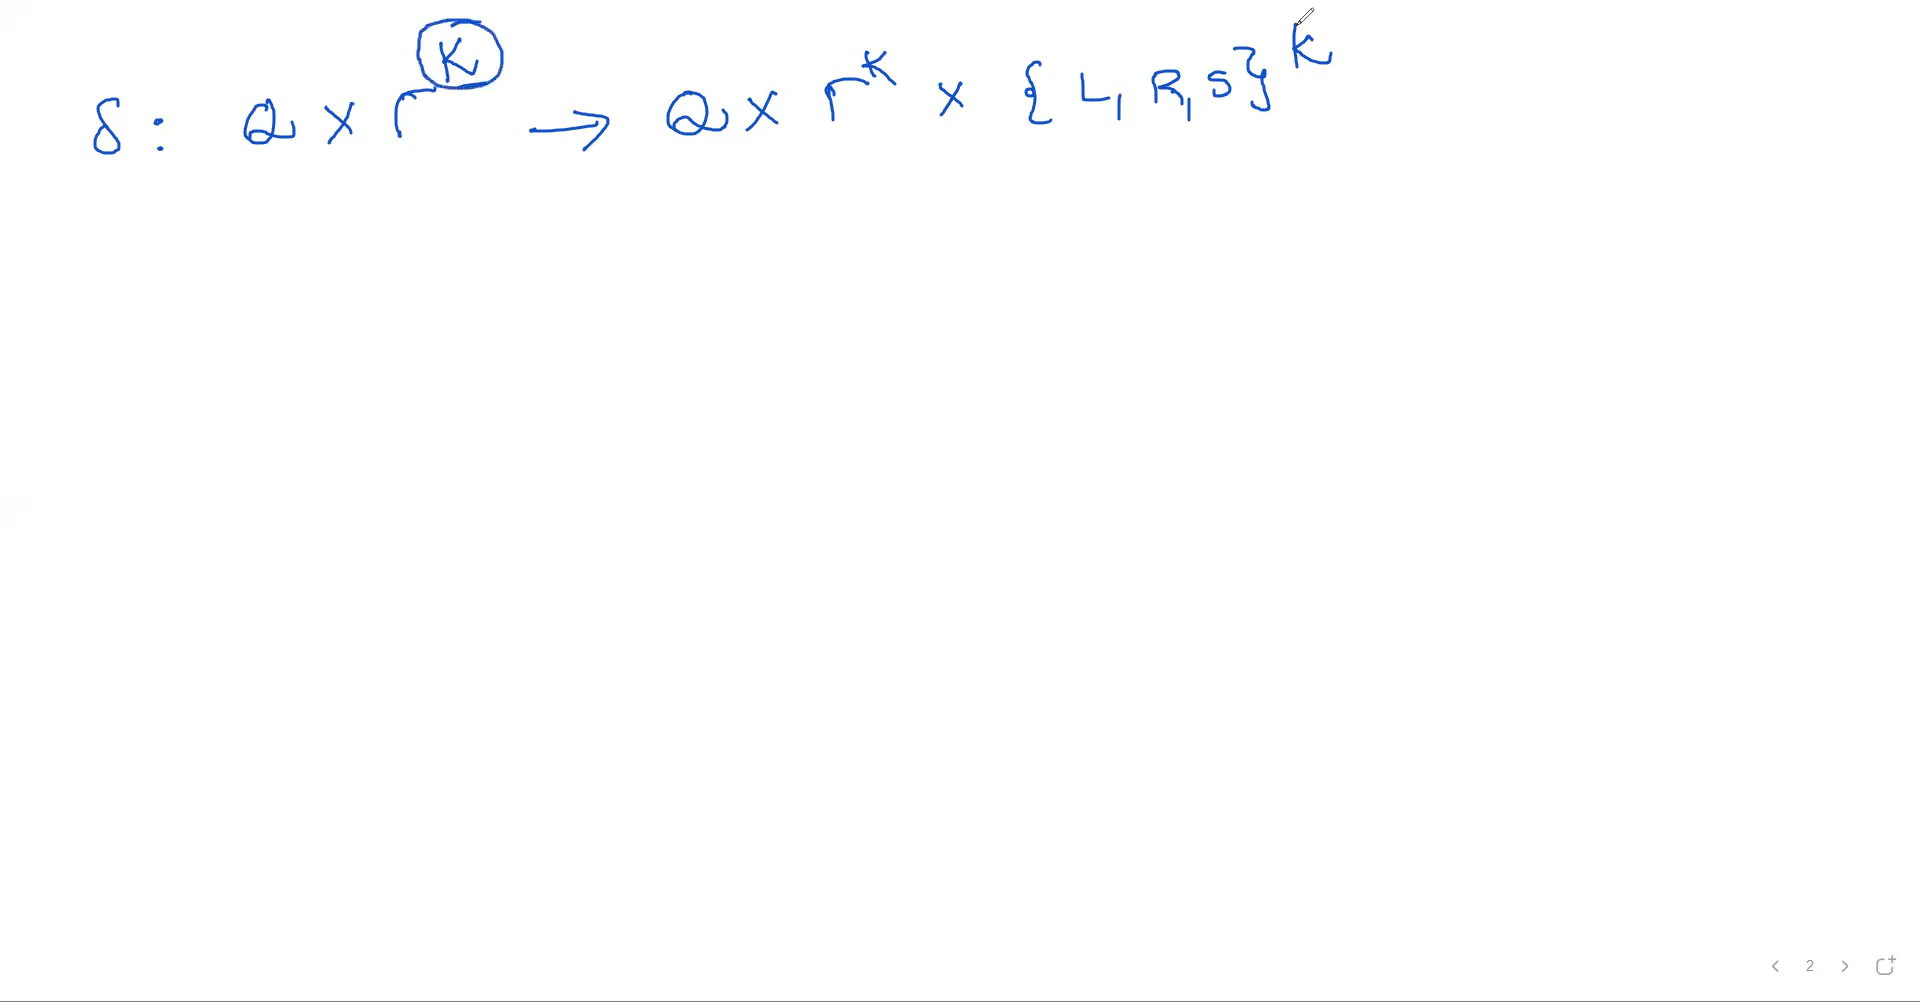 δ: Q × Γ^K → Q × Γ^K × {L, R, S}^K
2